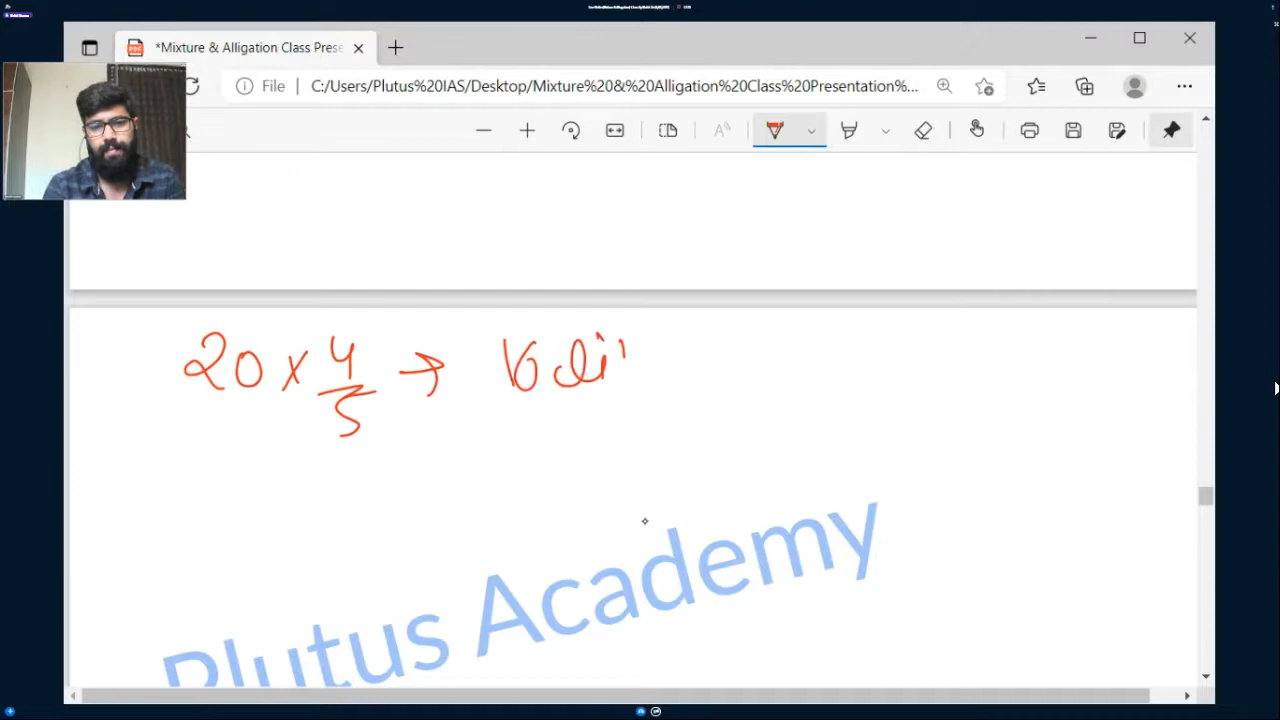 *Mixture & Alligation Class Prese
File
C:/Users/Plutus%20IAS/Desktop/Mixture%20&%20Alligation%20Class%20Presentation%...
20 × 4/5 → 16
Plutus Academy